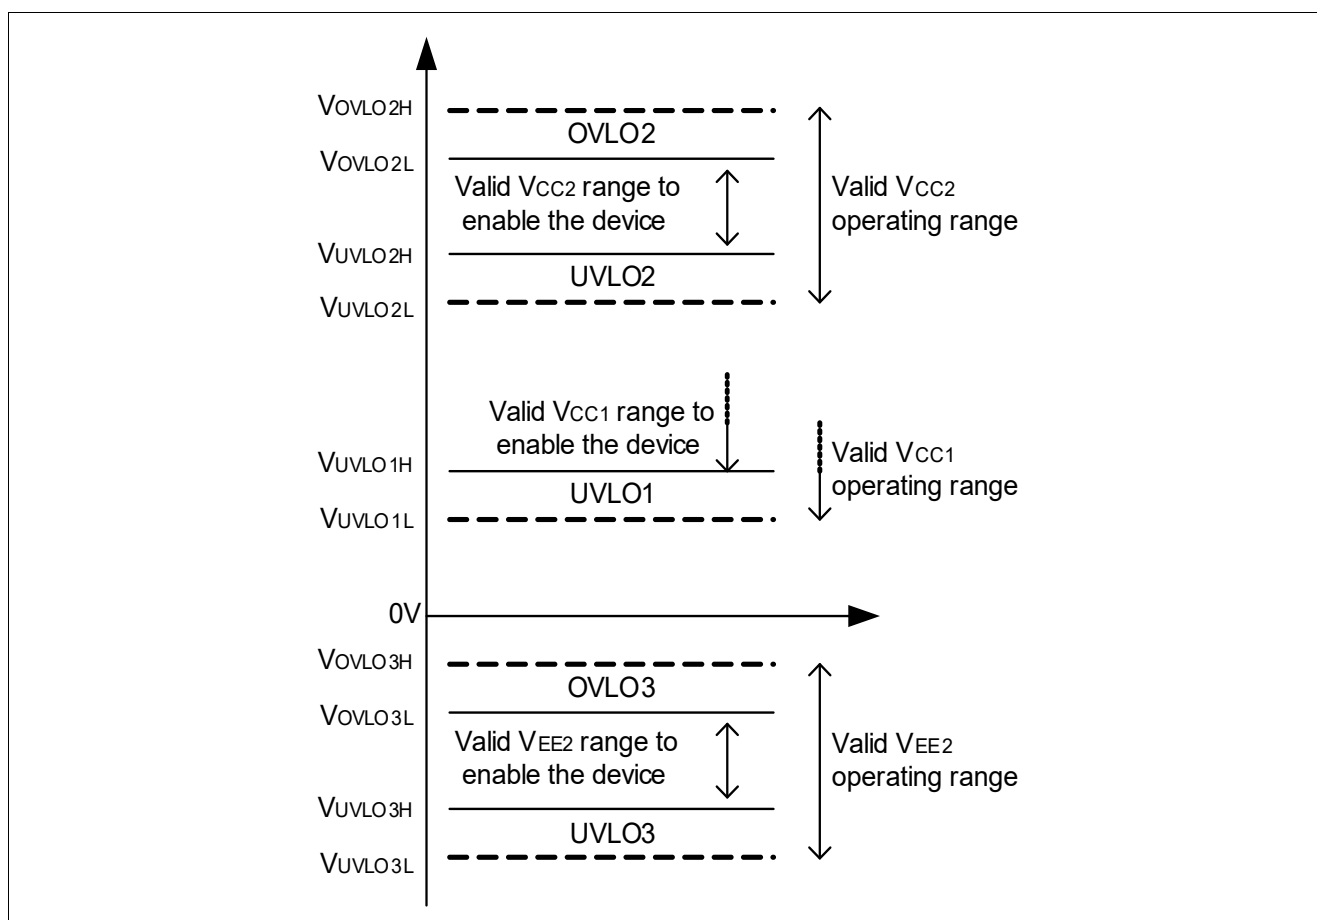 VOVLO2H
OVLO2
VOVLO2L
Valid VCC2 range to
enable the device
Valid VCC2
operating range
VUVLO2H
UVLO2
VUVLO2L
Valid VCC1 range to
enable the device
VUVLO1H
Valid VCC1
operating range
UVLO1
VUVLO1L
0V
VOVLO3H
OVLO3
VOVLO3L
Valid VEE2 range to
enable the device
Valid VEE2
operating range
VUVLO3H
UVLO3
VUVLO3L